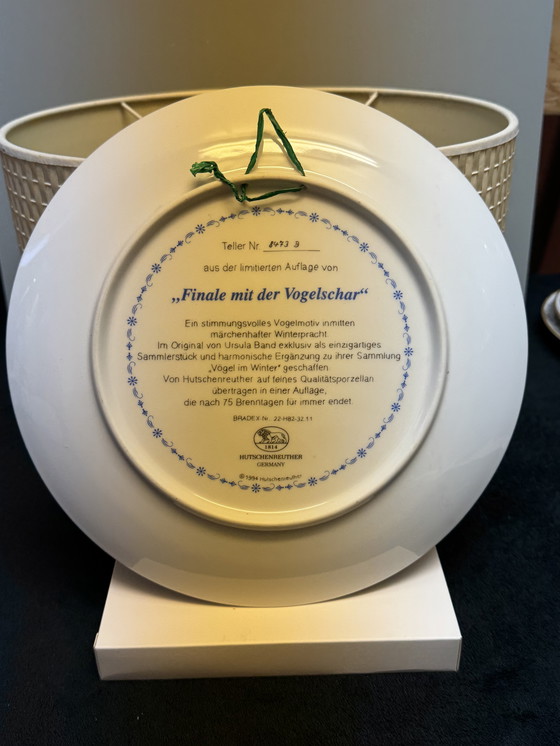 Teller Nr. 8473 B
aus der limitierten Auflage von
„Finale mit der Vogelschar“
Ein stimmungsvolles Vogelmotiv inmitten
märchenhafter Winterpracht.
Im Original von Ursula Band exklusiv als einzigartiges
Sammlerstück und harmonische Ergänzung zu ihrer Sammlung
„Vögel im Winter“ geschaffen.
Von Hutschenreuther auf feines Qualitätsporzellan
übertragen in einer Auflage,
die nach 75 Brenntagen für immer endet.
BRADEX-Nr. 22-H82-32.11
1814
HUTSCHENREUTHER
GERMANY
© 1994 Hutschenreuther